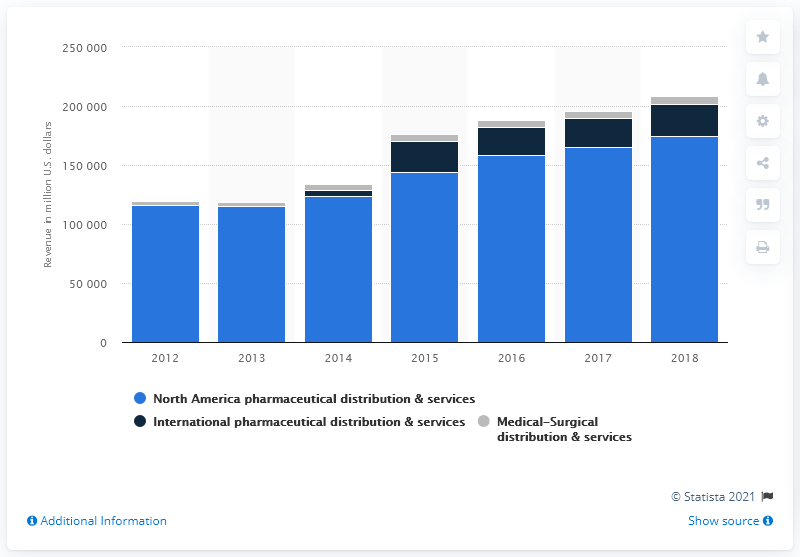 250 000
200 000
150 000
100 000
50 000
0
Revenue in million U.S. dollars
2012 2013 2014 2015 2016 2017 2018
North America pharmaceutical distribution & services
International pharmaceutical distribution & services
Medical-Surgical
distribution & services
© Statista 2021
Additional Information
Show source